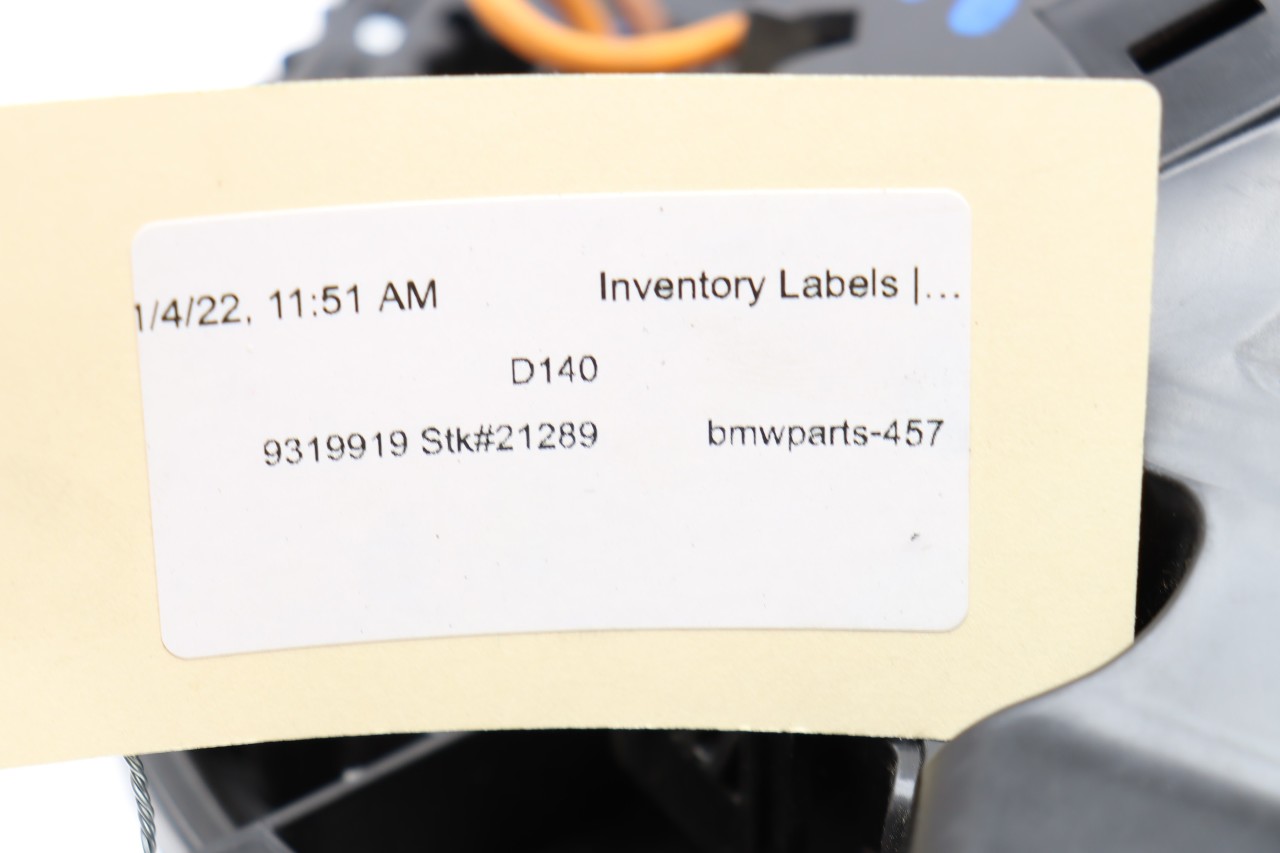 1/4/22, 11:51 AM Inventory Labels |...
D140
9319919 Stk#21289 bmwparts-457